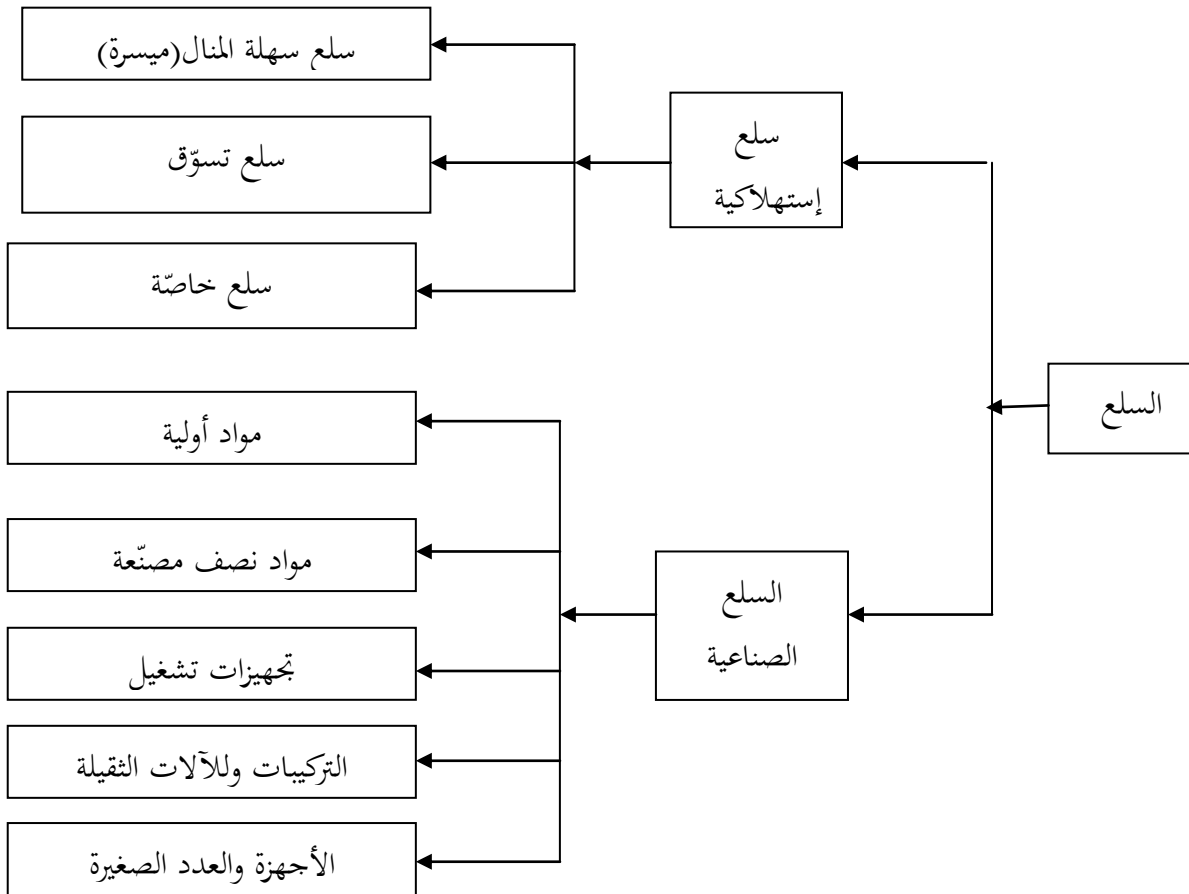 السلع
سلع
إستهلاكية
سلع سهلة المنال(ميسرة)
سلع تسوّق
سلع خاصّة
السلع
الصناعية
مواد أولية
مواد نصف مصنّعة
تجهيزات تشغيل
التركيبات وللآلات الثقيلة
الأجهزة والعدد الصغيرة